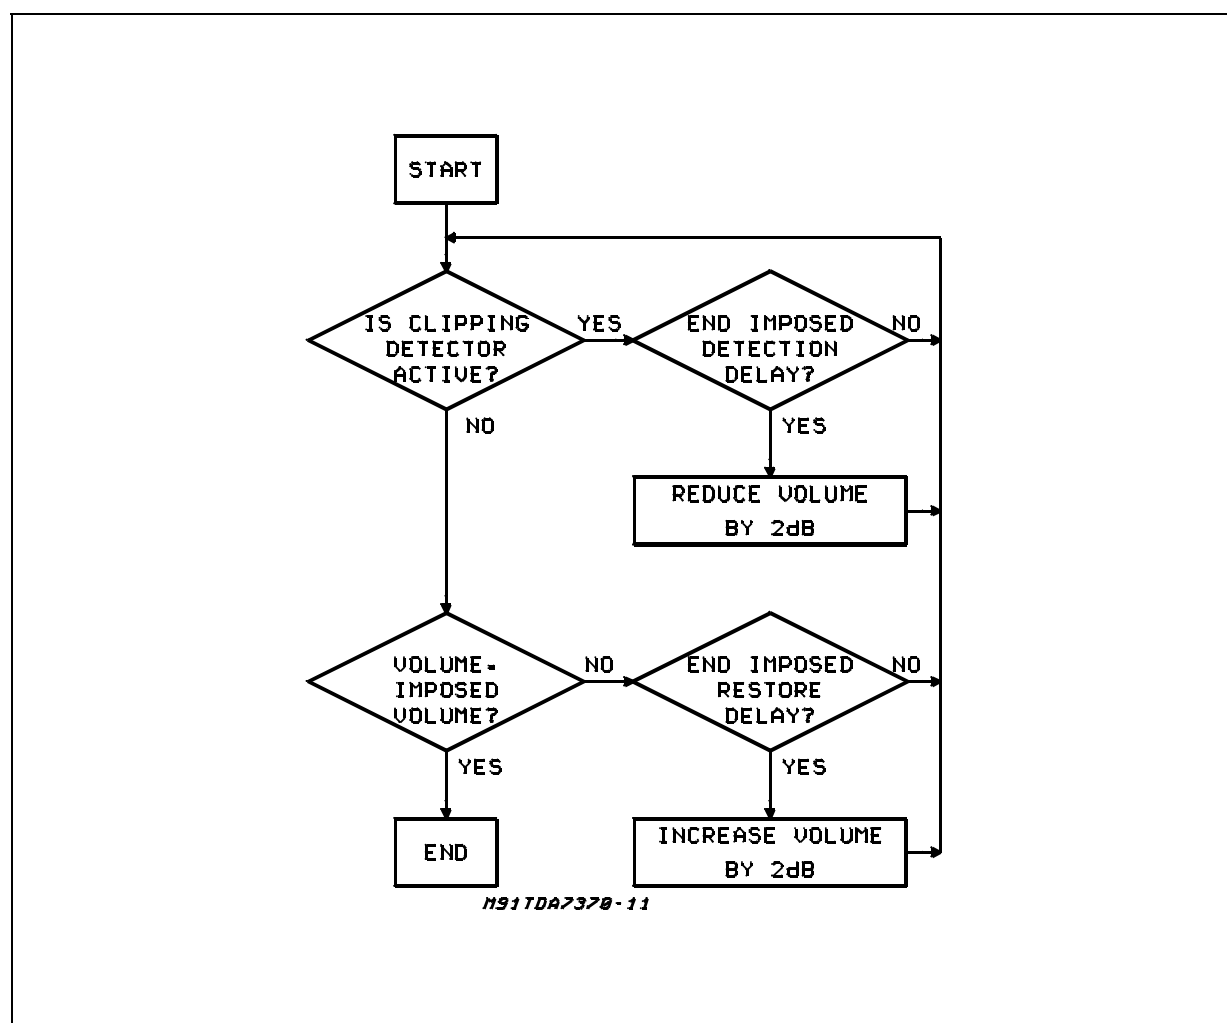 START
IS CLIPPING
DETECTOR
ACTIVE?
YES
END IMPOSED
DETECTION
DELAY?
NO
NO
YES
REDUCE VOLUME
BY 2dB
VOLUME=
IMPOSED
VOLUME?
NO
END IMPOSED
RESTORE
DELAY?
NO
YES
YES
END
INCREASE VOLUME
BY 2dB
M91TDA7370-11